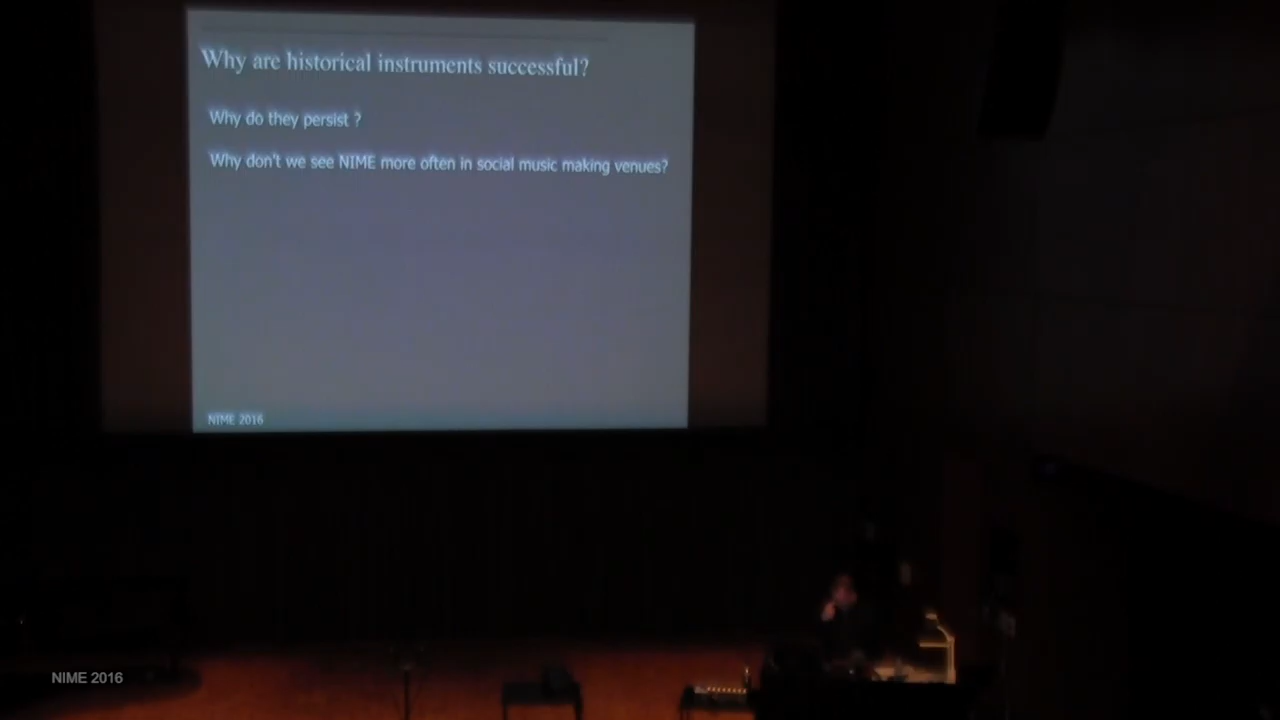 Why are historical instruments successful?
Why do they persist ?
Why don't we see NIME more often in social music making venues?
NIME 2016
NIME 2016